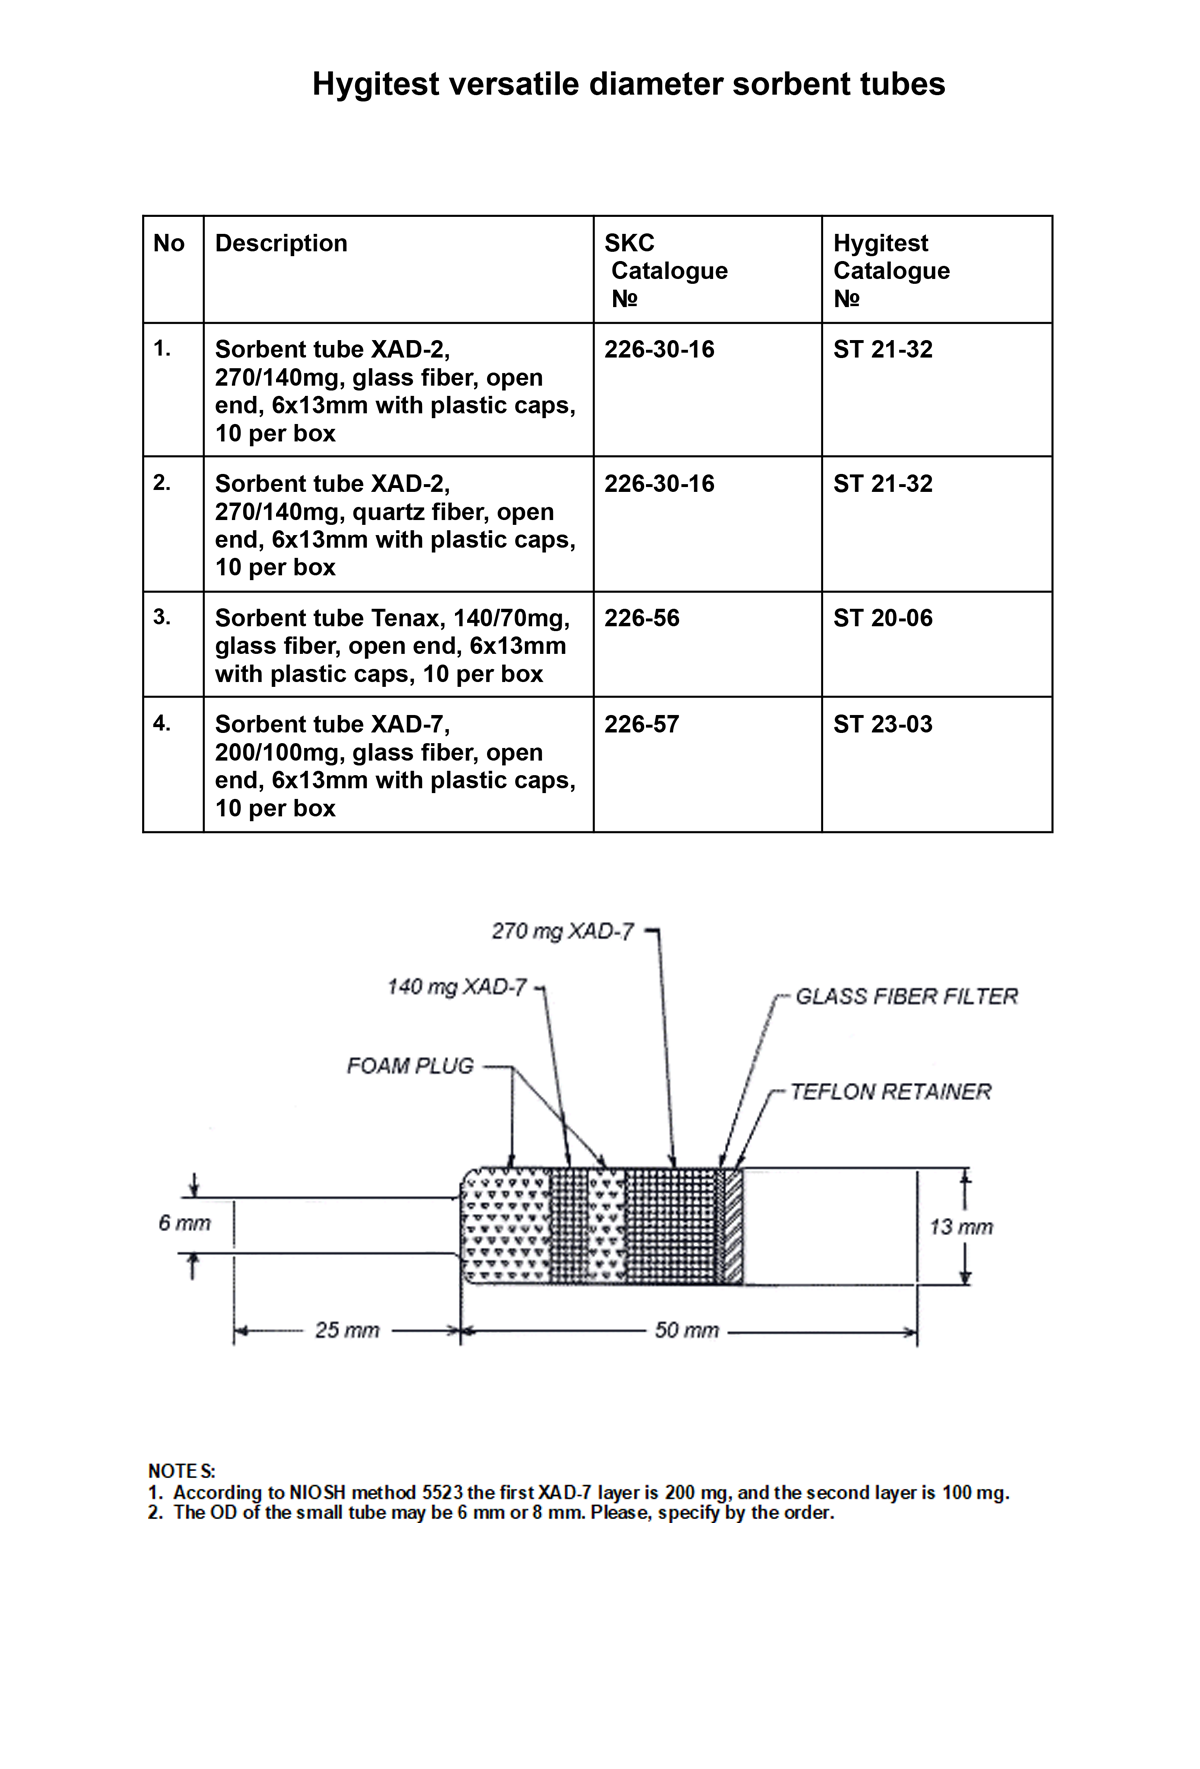 Hygitest versatile diameter sorbent tubes
No
Description
SKC
Catalogue
№
Hygitest
Catalogue
№
1.
Sorbent tube XAD-2,
270/140mg, glass fiber, open
end, 6x13mm with plastic caps,
10 per box
226-30-16
ST 21-32
2.
Sorbent tube XAD-2,
270/140mg, quartz fiber, open
end, 6x13mm with plastic caps,
10 per box
226-30-16
ST 21-32
3.
Sorbent tube Tenax, 140/70mg,
glass fiber, open end, 6x13mm
with plastic caps, 10 per box
226-56
ST 20-06
4.
Sorbent tube XAD-7,
200/100mg, glass fiber, open
end, 6x13mm with plastic caps,
10 per box
226-57
ST 23-03
270 mg XAD-7
140 mg XAD-7
GLASS FIBER FILTER
FOAM PLUG
TEFLON RETAINER
6 mm
13 mm
25 mm
50 mm
NOTES:
1. According to NIOSH method 5523 the first XAD-7 layer is 200 mg, and the second layer is 100 mg.
2. The OD of the small tube may be 6 mm or 8 mm. Please, specify by the order.